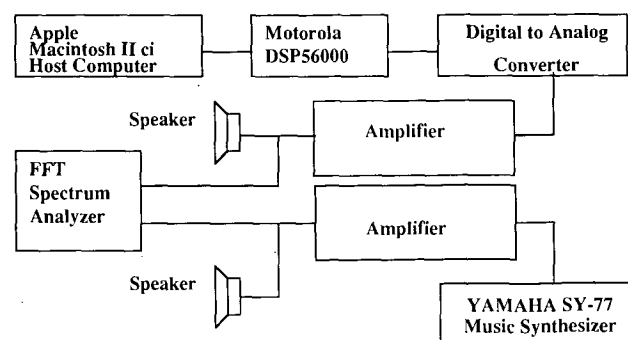 Apple
Macintosh II ci
Host Computer
Motorola
DSP56000
Digital to Analog
Converter
Speaker
Amplifier
FFT
Spectrum
Analyzer
Amplifier
Speaker
YAMAHA SY-77
Music Synthesizer